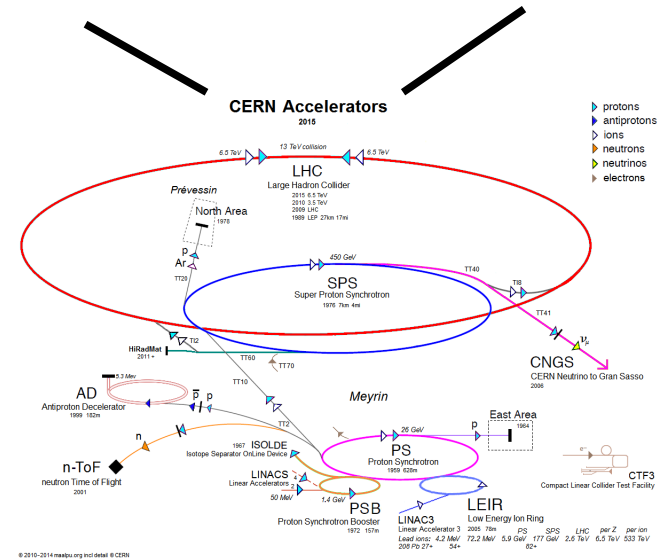 CERN Accelerators
2015
protons
antiprotons
ions
neutrons
neutrinos
electrons
6.5 TeV
13 TeV collision
6.5 TeV
LHC
Large Hadron Collider
2015 6.5 TeV
2010 3.5 TeV
2009 LHC
1989 LEP 27km 17mi
Prévessin
North Area
1978
p
Ar
TT20
450 GeV
SPS
Super Proton Synchrotron
1976 7km 4mi
TT40
TI8
TT41
νμ
CNGS
CERN Neutrino to Gran Sasso
2006
TI2
HiRadMat
2011 +
TT60
TT70
TT10
5.3 Mev
AD
Antiproton Decelerator
1999 182m
p̅
p
TT2
Meyrin
East Area
1964
p
26 GeV
PS
Proton Synchrotron
1959 628m
n
n-ToF
neutron Time of Flight
2001
1967 ISOLDE
Isotope Separator OnLine Device
LINACS
Linear Accelerators
4
2
50 MeV
1.4 GeV
PSB
Proton Synchrotron Booster
1972 157m
LINAC3
Linear Accelerator 3
LEIR
Low Energy Ion Ring
2005 78m
CTF3
Compact Linear Collider Test Facility
PS SPS LHC per Z per ion
Lead ions: 4.2 MeV 72.2 MeV 5.9 GeV 177 GeV 2.6 TeV 6.5 TeV 533 TeV
208 Pb 27+ 54+ 82+
© 2010-2014 maalpu.org incl detail © CERN